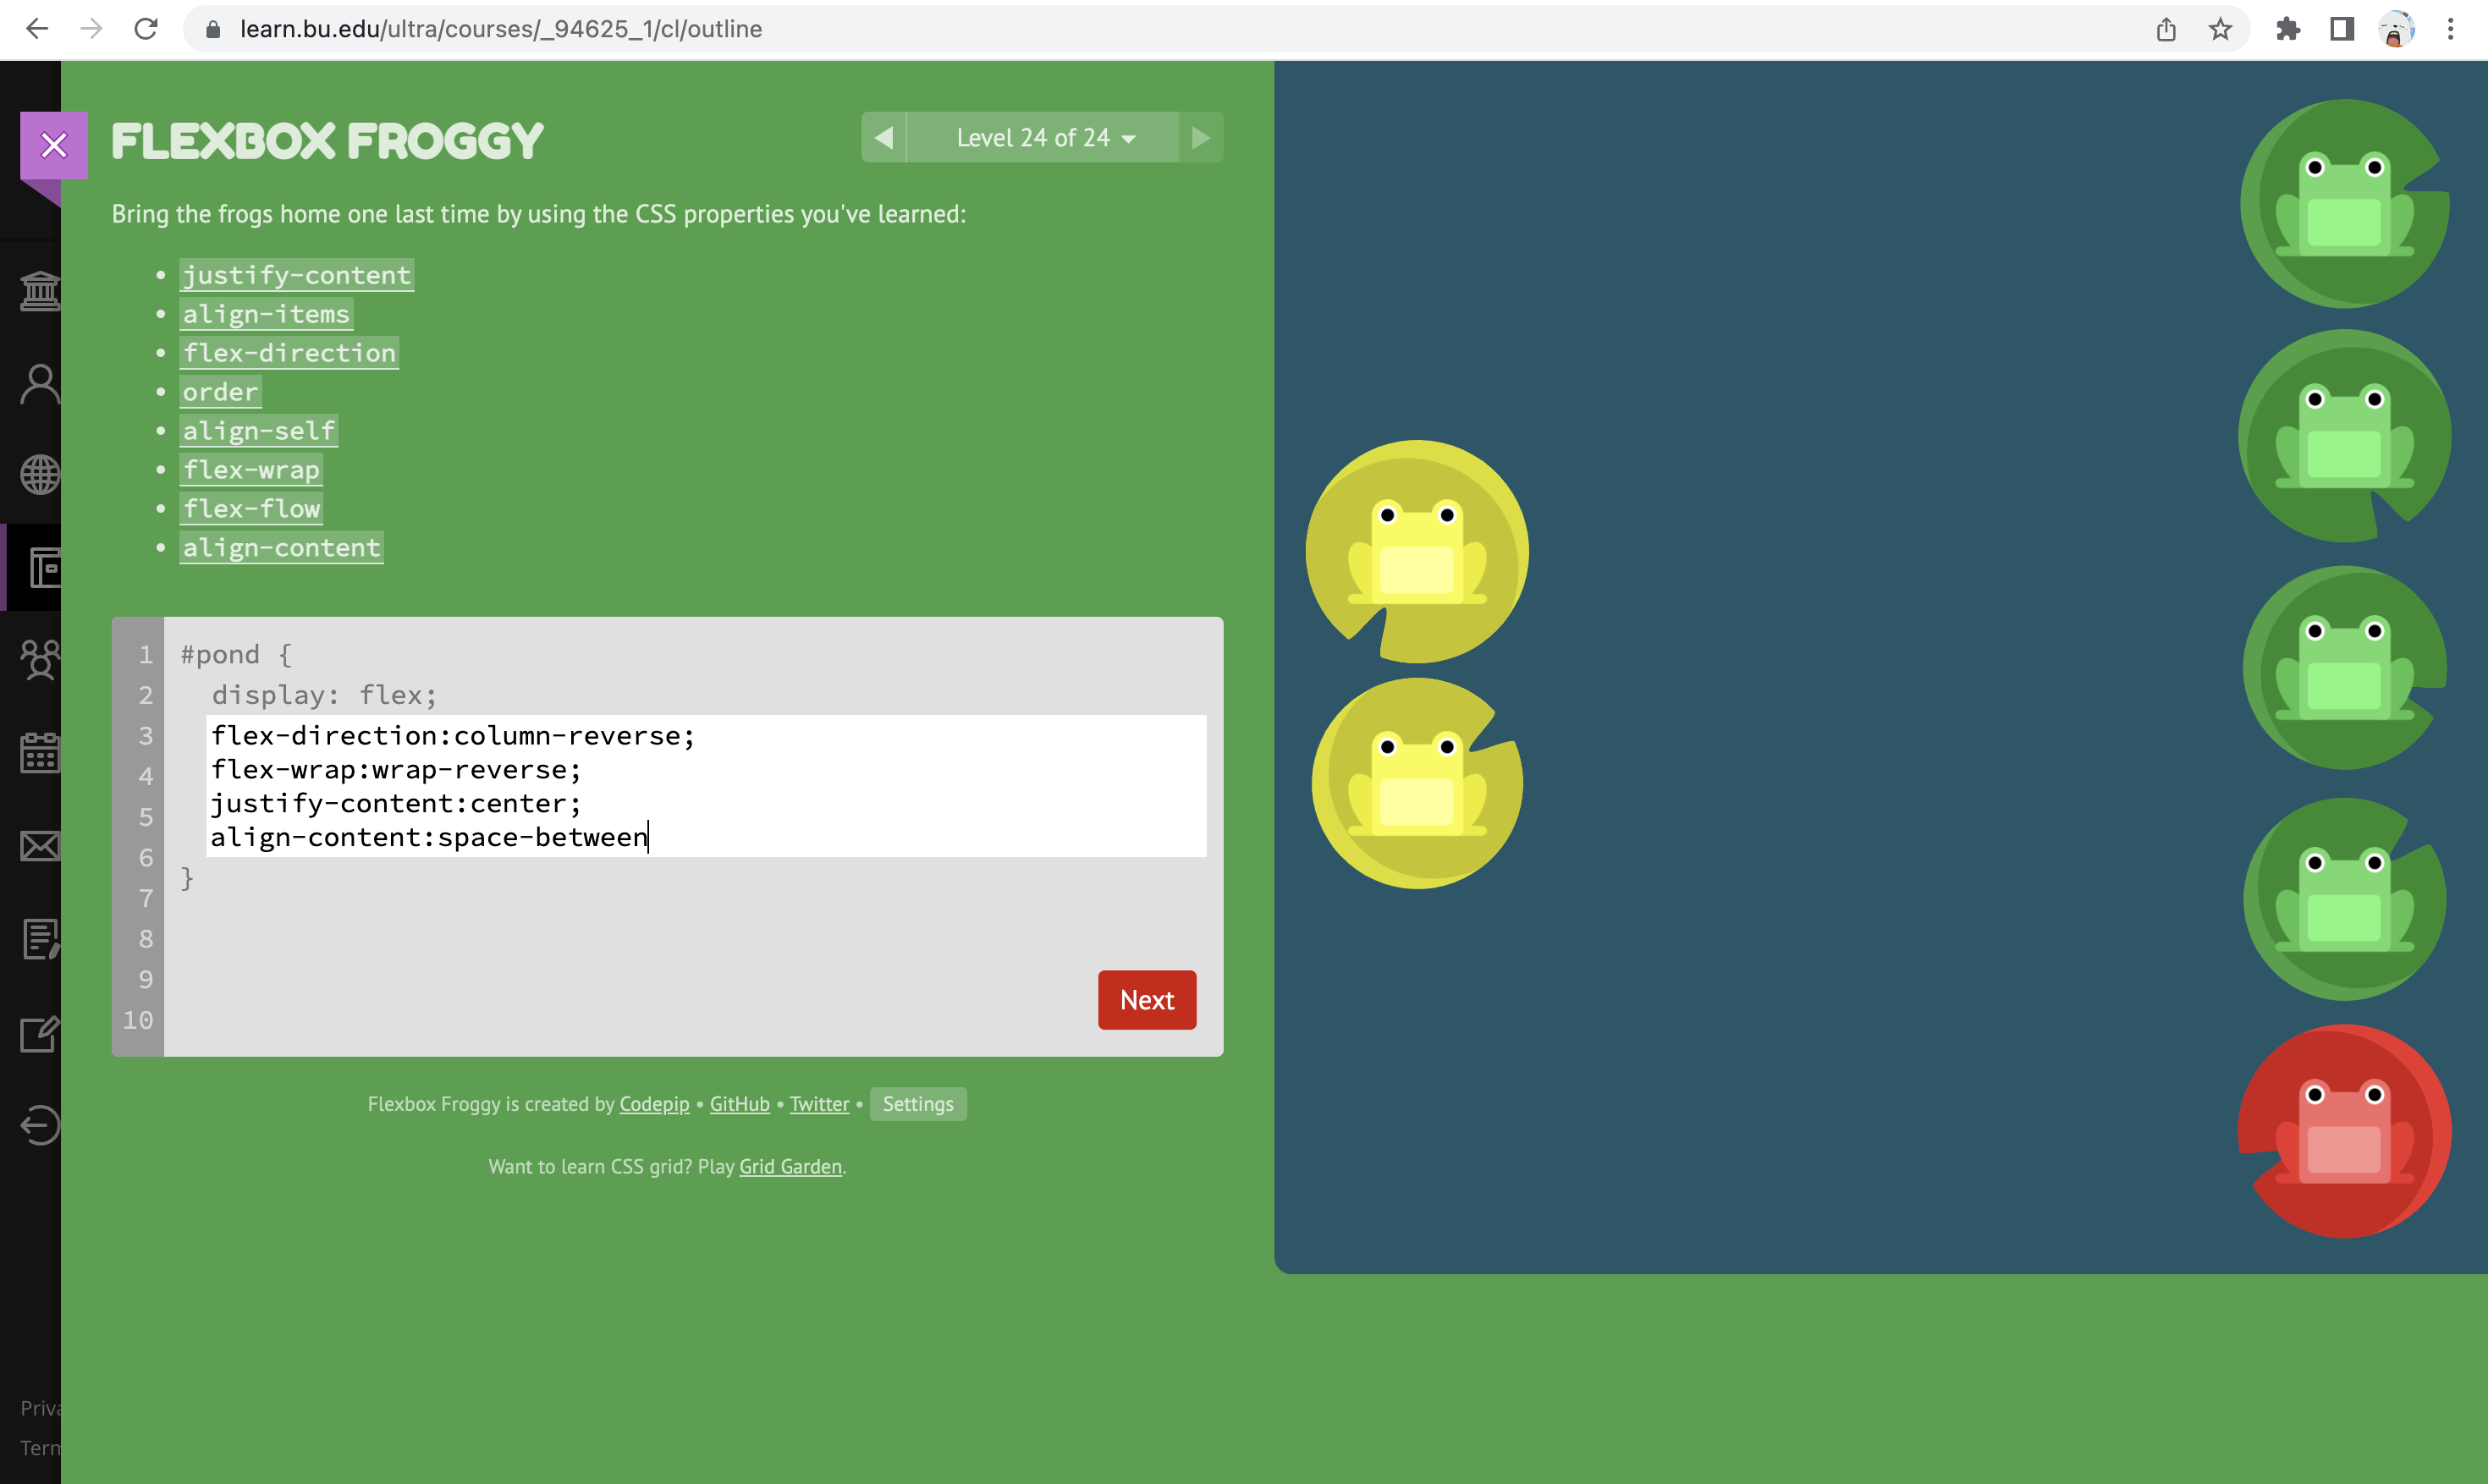 learn.bu.edu/ultra/courses/_94625_1/cl/outline
FLEXBOX FROGGY
Level 24 of 24
Bring the frogs home one last time by using the CSS properties you've learned:
justify-content
align-items
flex-direction
order
align-self
flex-wrap
flex-flow
align-content
1 #pond {
2 display: flex;
3 flex-direction:column-reverse;
4 flex-wrap:wrap-reverse;
5 justify-content:center;
6 align-content:space-between
7 }
8
9
10
Next
Flexbox Froggy is created by Codepip • GitHub • Twitter • Settings
Want to learn CSS grid? Play Grid Garden.
Priva
Term